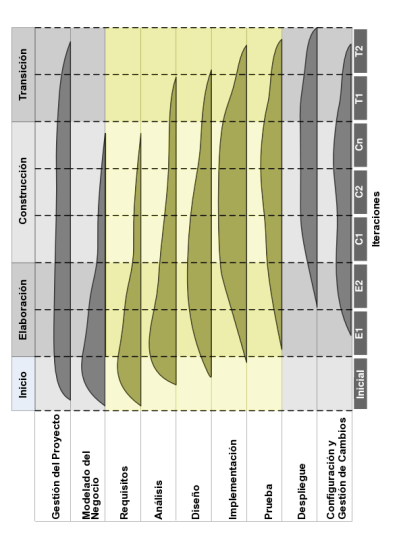 Inicio
Elaboración
Construcción
Transición
Gestión del Proyecto
Modelado del
Negocio
Requisitos
Análisis
Diseño
Implementación
Prueba
Despliegue
Configuración y
Gestión de Cambios
Inicial
E1
E2
C1
C2
Cn
T1
T2
Iteraciones